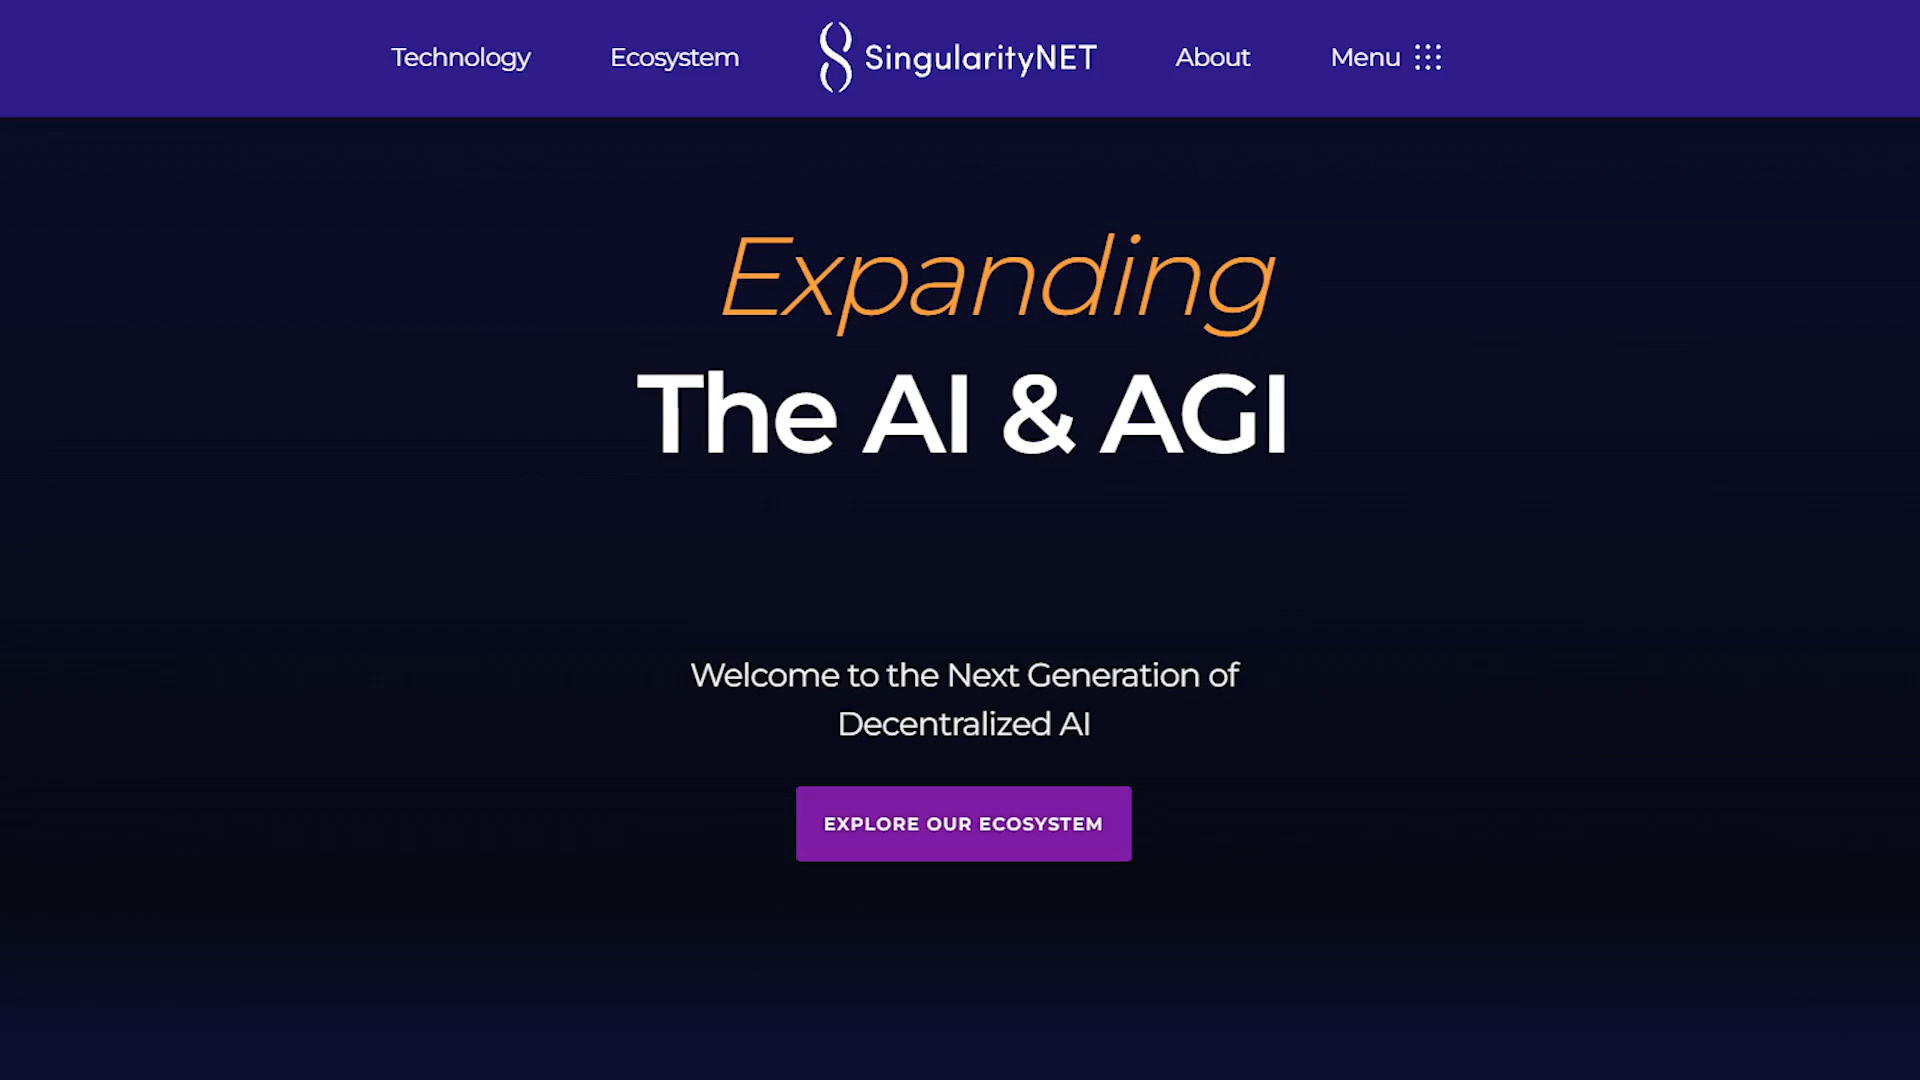 Technology
Ecosystem
SingularityNET
About
Menu
Expanding
The AI & AGI
Welcome to the Next Generation of
Decentralized AI
EXPLORE OUR ECOSYSTEM